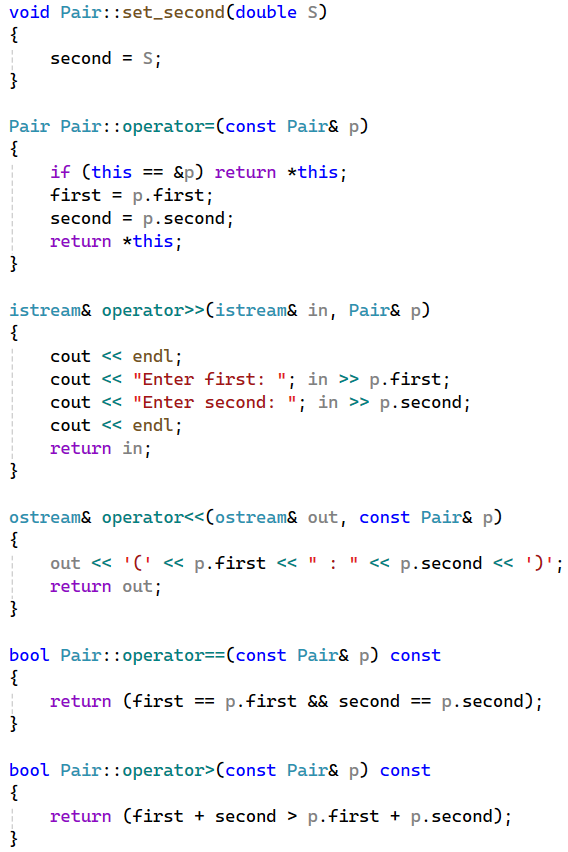 void Pair::set_second(double S)
{
    second = S;
}

Pair Pair::operator=(const Pair& p)
{
    if (this == &p) return *this;
    first = p.first;
    second = p.second;
    return *this;
}

istream& operator>>(istream& in, Pair& p)
{
    cout << endl;
    cout << "Enter first: "; in >> p.first;
    cout << "Enter second: "; in >> p.second;
    cout << endl;
    return in;
}

ostream& operator<<(ostream& out, const Pair& p)
{
    out << '(' << p.first << " : " << p.second << ')';
    return out;
}

bool Pair::operator==(const Pair& p) const
{
    return (first == p.first && second == p.second);
}

bool Pair::operator>(const Pair& p) const
{
    return (first + second > p.first + p.second);
}